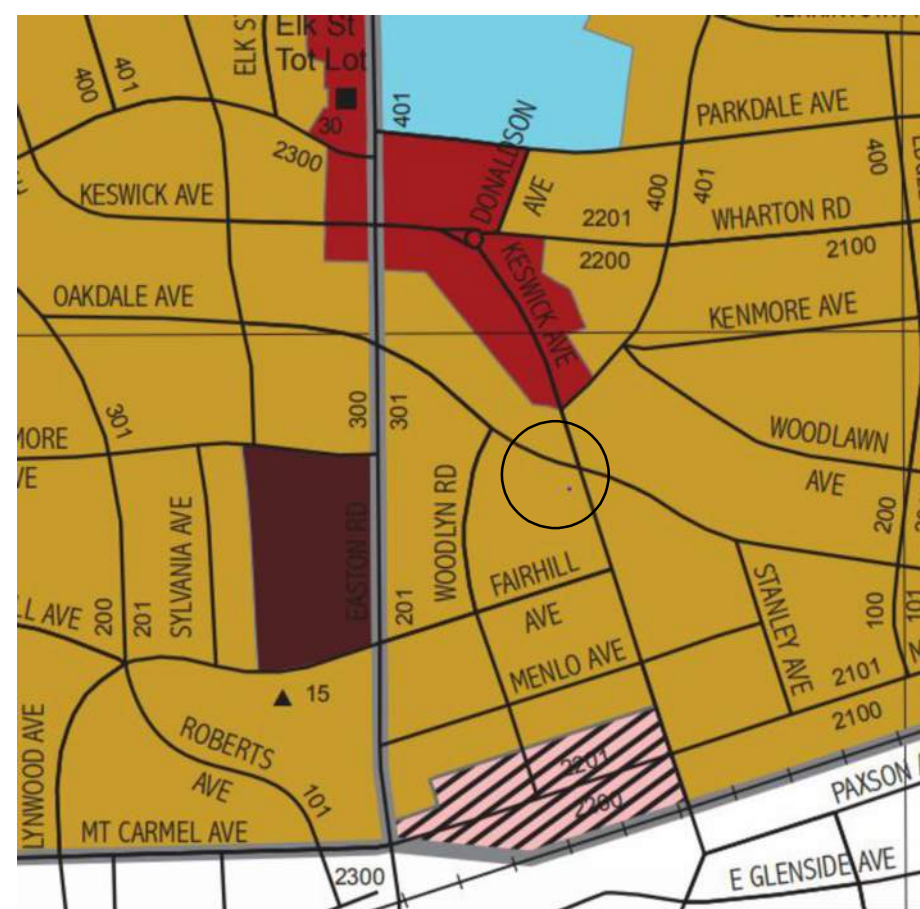 Elk St
Tot Lot
ELK S
400
401
401
30
2300
DONALDSON
AVE
PARKDALE AVE
400
401
400
KESWICK AVE
2201
WHARTON RD
2200
2100
KESWICK AVE
OAKDALE AVE
KENMORE AVE
301
300
301
MORE
VE
WOODLAWN
AVE
200
WOODLYN RD
SYLVANIA AVE
EASTON RD
FAIRHILL
AVE
STANLEY AVE
LL AVE
200
201
201
100
101
MENLO AVE
2101
2100
15
LYNWOOD AVE
ROBERTS
AVE
101
2201
2200
MT CARMEL AVE
PAXSON
2300
E GLENSIDE AVE